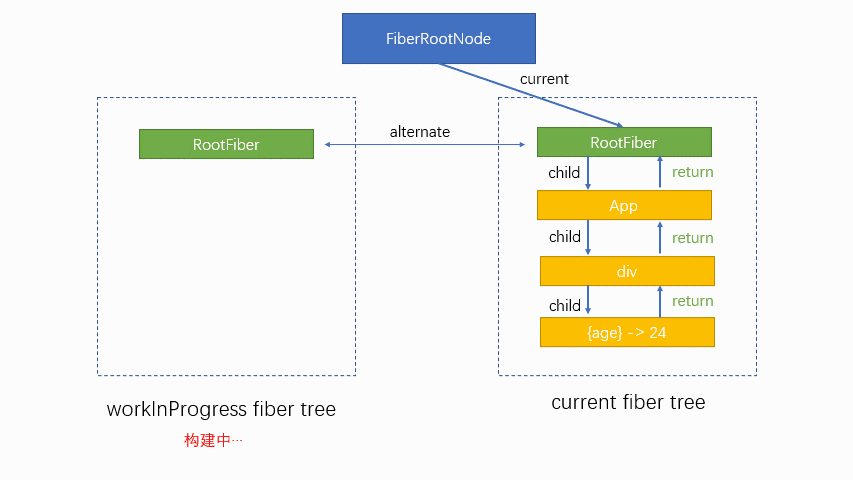 FiberRootNode
current
alternate
RootFiber
RootFiber
child
return
App
child
return
div
child
return
{age} -> 24
workInProgress fiber tree
构建中...
current fiber tree